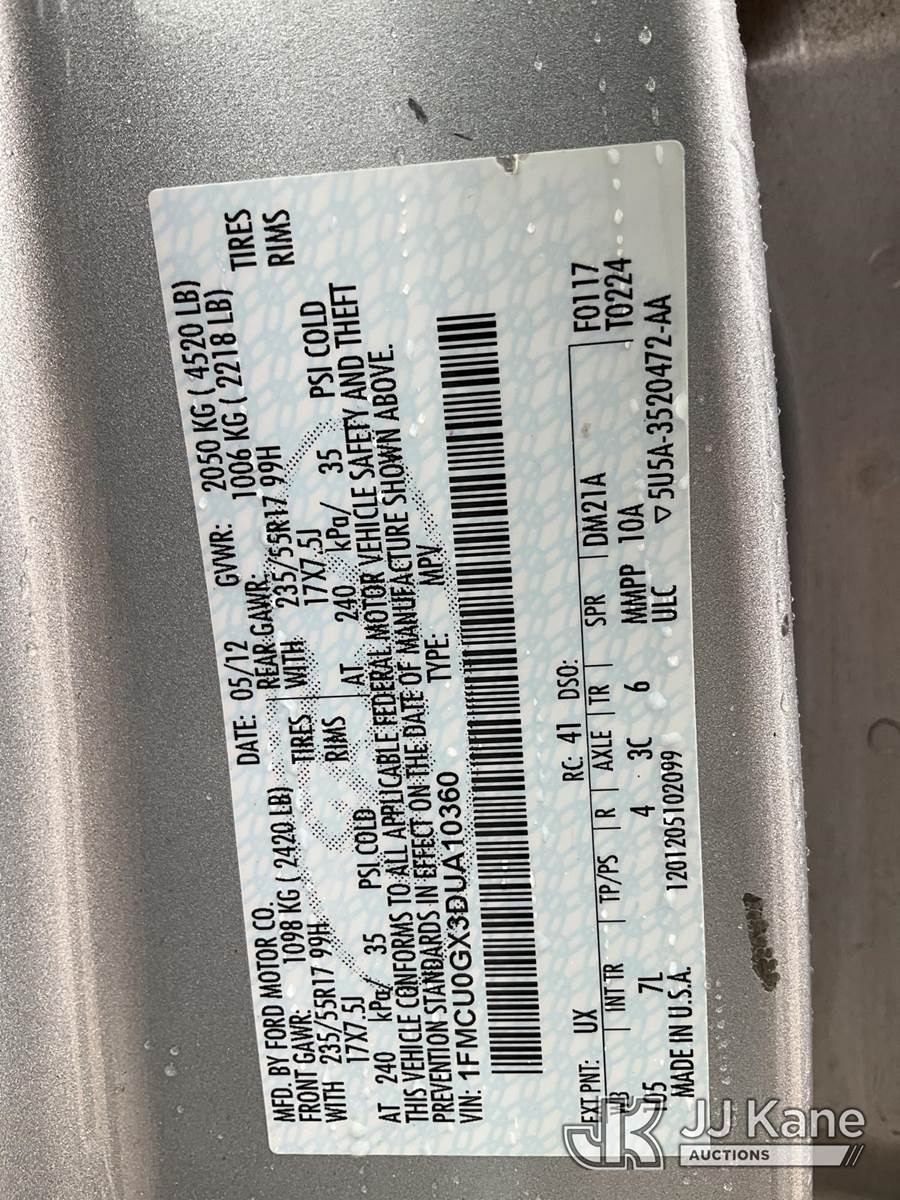 MFD. BY FORD MOTOR CO.
DATE: 05/12 GVWR: 2050 KG ( 4520 LB)
FRONT GAWR: 1098 KG ( 2420 LB) REAR GAWR: 1006 KG ( 2218 LB)
WITH 235/55R17 99H TIRES WITH 235/55R17 99H TIRES
17X7.5J RIMS 17X7.5J RIMS
AT 240 kPa/ 35 PSI COLD AT 240 kPa/ 35 PSI COLD
THIS VEHICLE CONFORMS TO ALL APPLICABLE FEDERAL MOTOR VEHICLE SAFETY AND THEFT
PREVENTION STANDARDS IN EFFECT ON THE DATE OF MANUFACTURE SHOWN ABOVE.
VIN: 1FMCU0GX3DUA10360 TYPE: MPV
EXT PNT: UX RC: 41 DSO: F0117
WB INT TR TP/PS R AXLE TR SPR DM21A T0224
105 7L 4 3C 6 MMPP 10A
MADE IN U.S.A. 1201205102099 ULC ▽ 5U5A-3520472-AA
JK JJ Kane
AUCTIONS